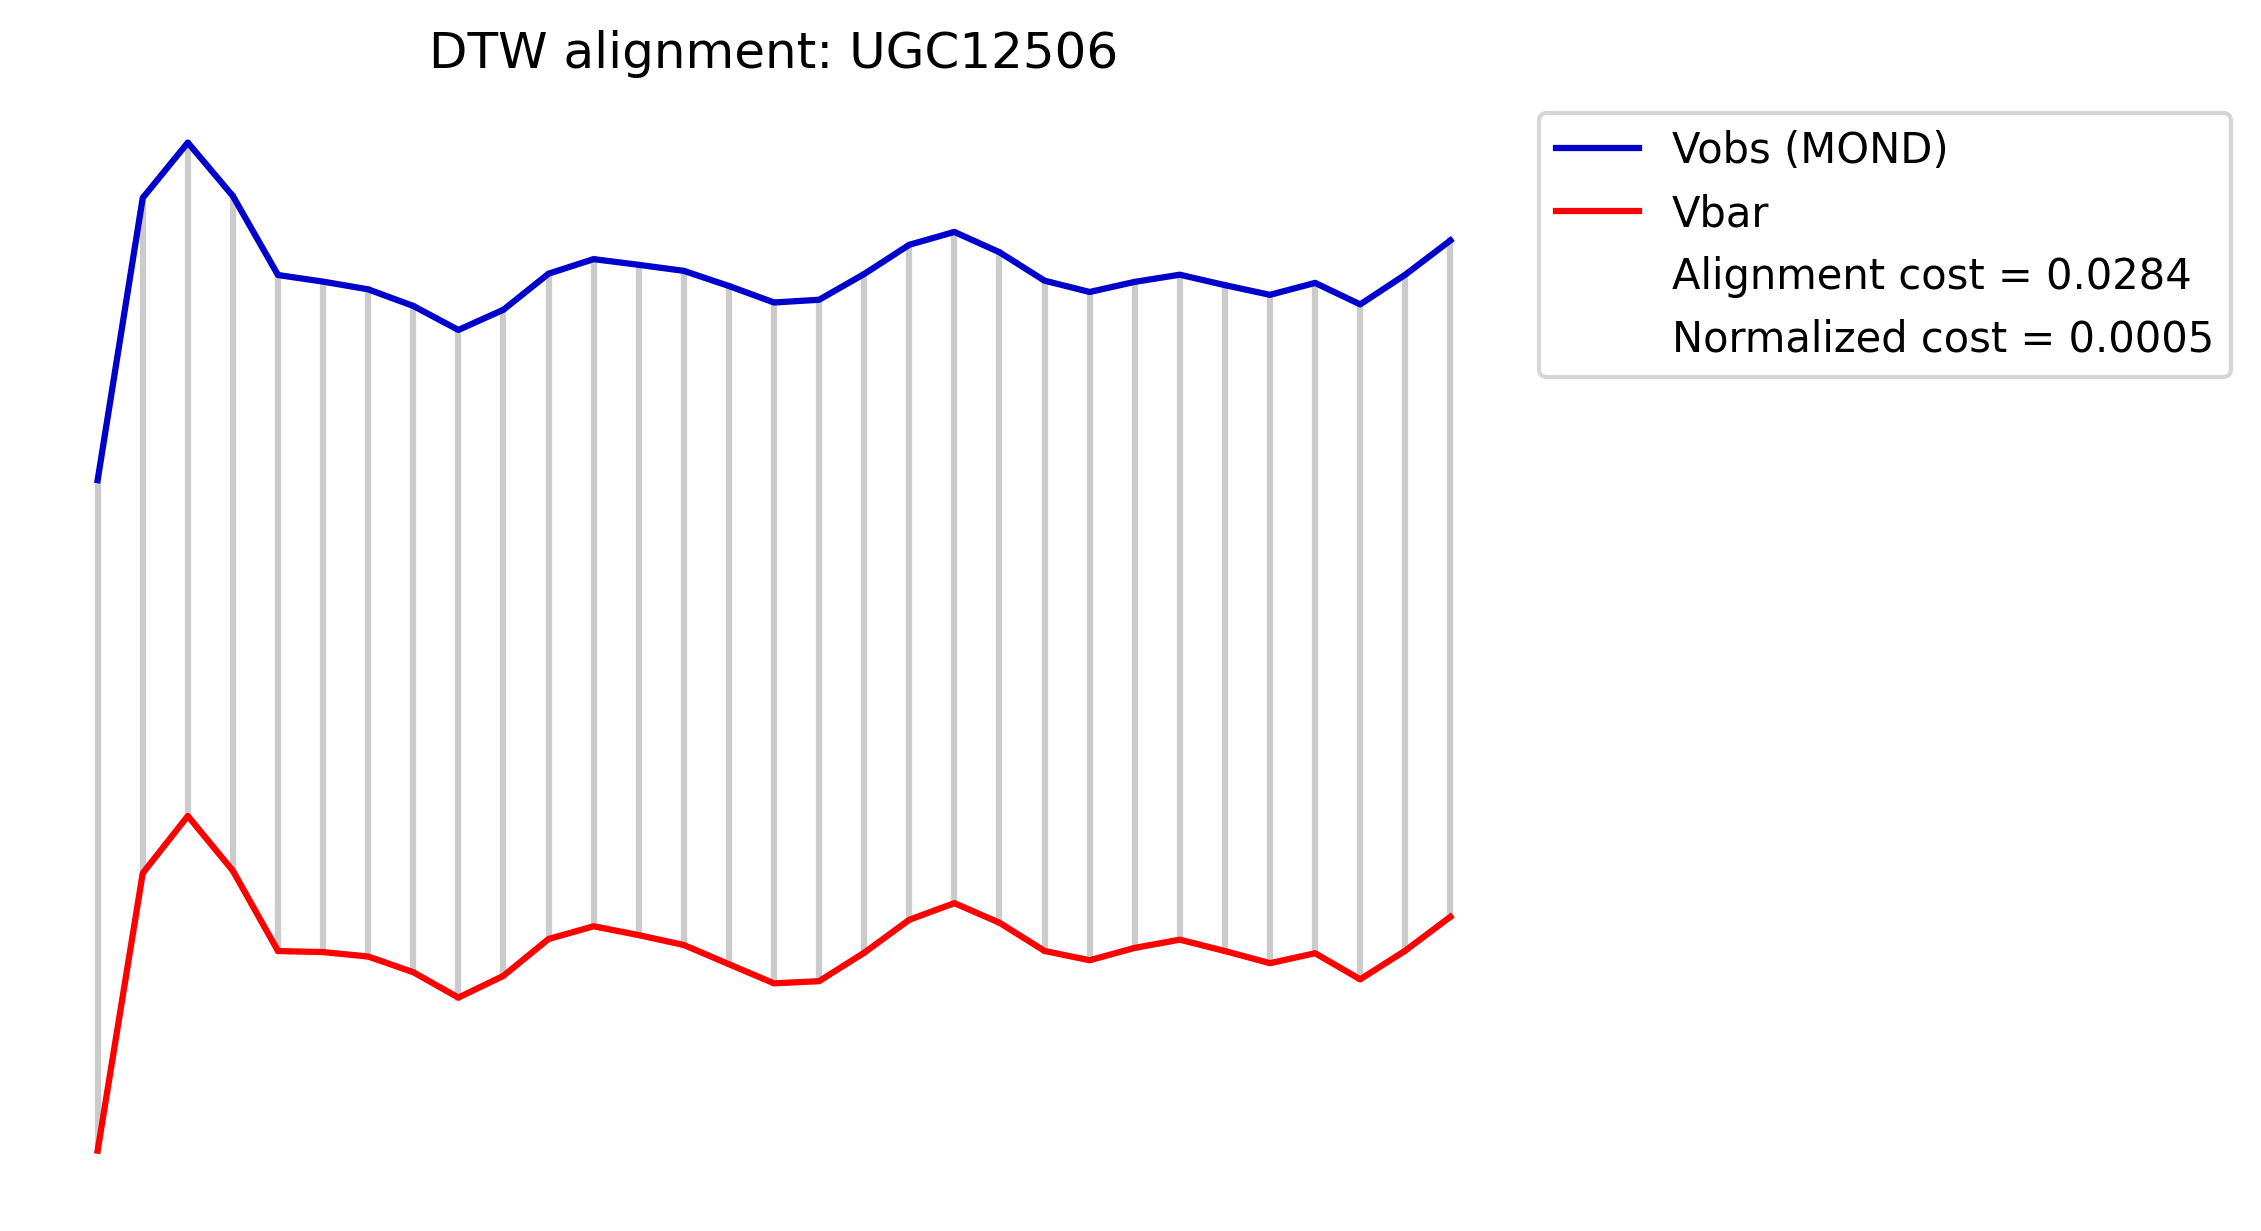 DTW alignment: UGC12506
Vobs (MOND)
Vbar
Alignment cost = 0.0284
Normalized cost = 0.0005